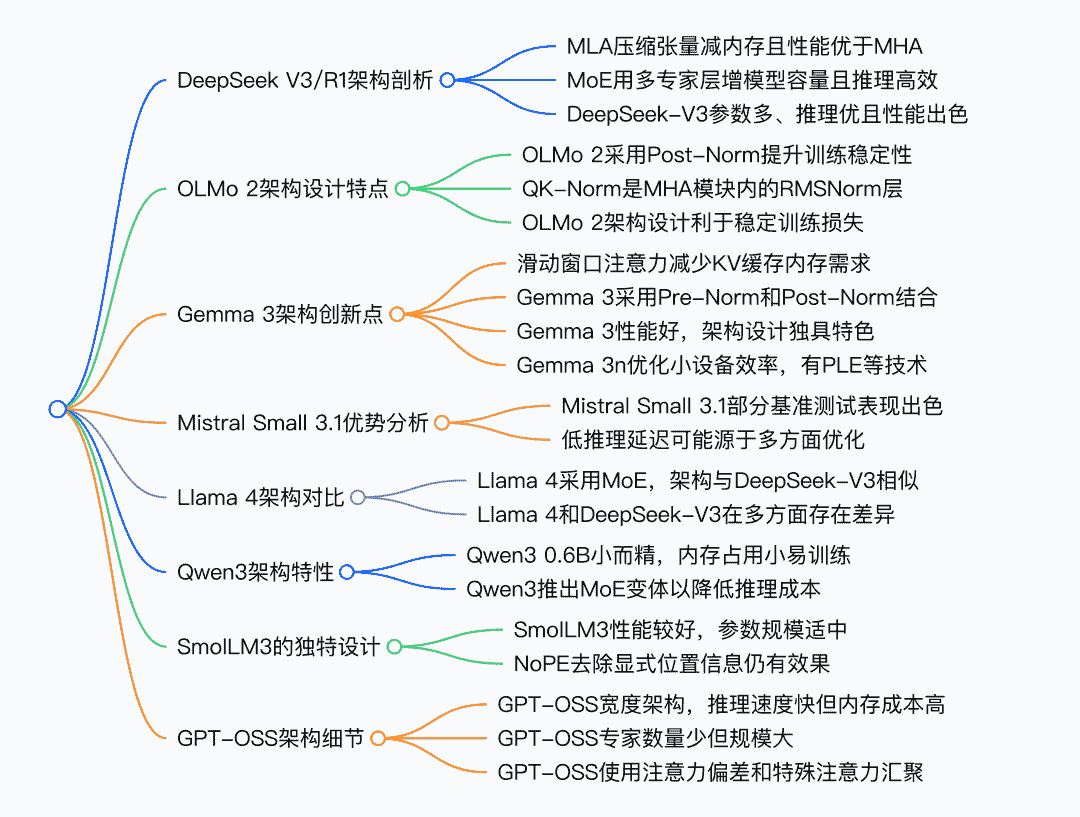 DeepSeek V3/R1架构剖析
MLA压缩张量减内存且性能优于MHA
MoE用多专家层增模型容量且推理高效
DeepSeek-V3参数多、推理优且性能出色
OLMo 2架构设计特点
OLMo 2采用Post-Norm提升训练稳定性
QK-Norm是MHA模块内的RMSNorm层
OLMo 2架构设计利于稳定训练损失
Gemma 3架构创新点
滑动窗口注意力减少KV缓存内存需求
Gemma 3采用Pre-Norm和Post-Norm结合
Gemma 3性能好，架构设计独具特色
Gemma 3n优化小设备效率，有PLE等技术
Mistral Small 3.1优势分析
Mistral Small 3.1部分基准测试表现出色
低推理延迟可能源于多方面优化
Llama 4架构对比
Llama 4采用MoE，架构与DeepSeek-V3相似
Llama 4和DeepSeek-V3在多方面存在差异
Qwen3架构特性
Qwen3 0.6B小而精，内存占用小易训练
Qwen3推出MoE变体以降低推理成本
SmolLM3的独特设计
SmolLM3性能较好，参数规模适中
NoPE去除显式位置信息仍有效果
GPT-OSS架构细节
GPT-OSS宽度架构，推理速度快但内存成本高
GPT-OSS专家数量少但规模大
GPT-OSS使用注意力偏差和特殊注意力汇聚